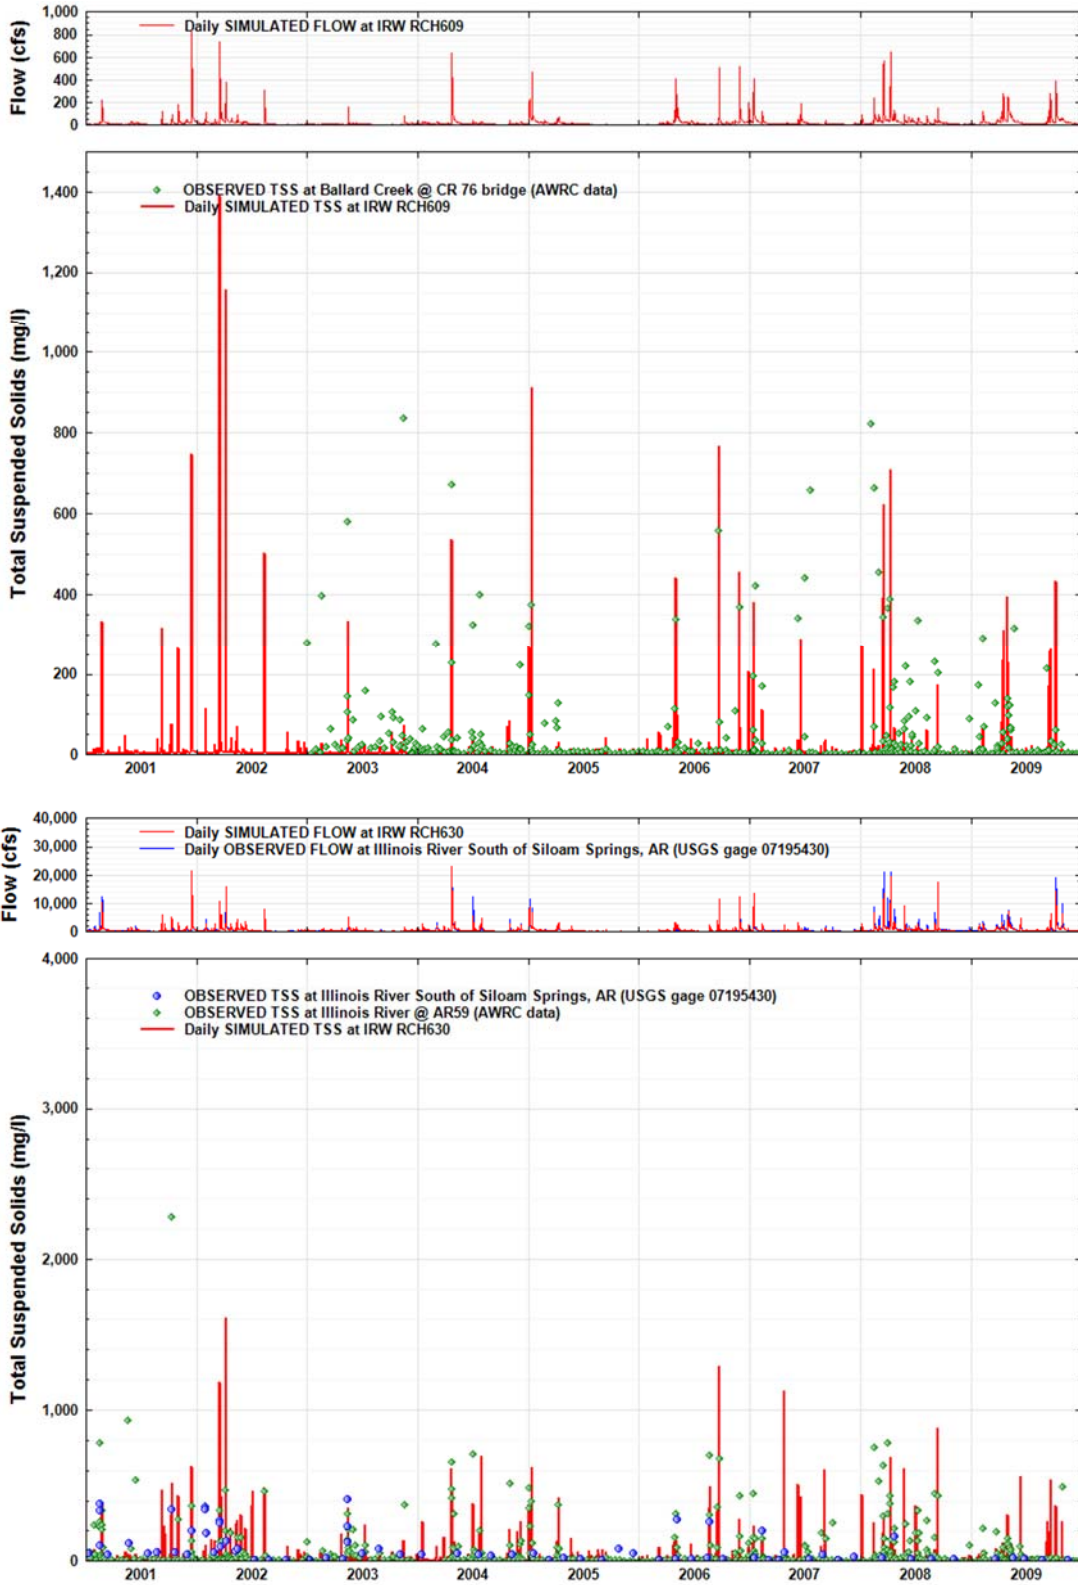 1,000
Daily SIMULATED FLOW at IRW RCH609
800
600
400
200
0
Flow (cfs)
OBSERVED TSS at Ballard Creek @ CR 76 bridge (AWRC data)
Daily SIMULATED TSS at IRW RCH609
1,400
1,200
1,000
800
600
400
200
0
Total Suspended Solids (mg/l)
2001 2002 2003 2004 2005 2006 2007 2008 2009
40,000
Daily SIMULATED FLOW at IRW RCH630
30,000
Daily OBSERVED FLOW at Illinois River South of Siloam Springs, AR (USGS gage 07195430)
20,000
10,000
0
Flow (cfs)
4,000
OBSERVED TSS at Illinois River South of Siloam Springs, AR (USGS gage 07195430)
OBSERVED TSS at Illinois River @ AR59 (AWRC data)
Daily SIMULATED TSS at IRW RCH630
3,000
2,000
1,000
0
Total Suspended Solids (mg/l)
2001 2002 2003 2004 2005 2006 2007 2008 2009